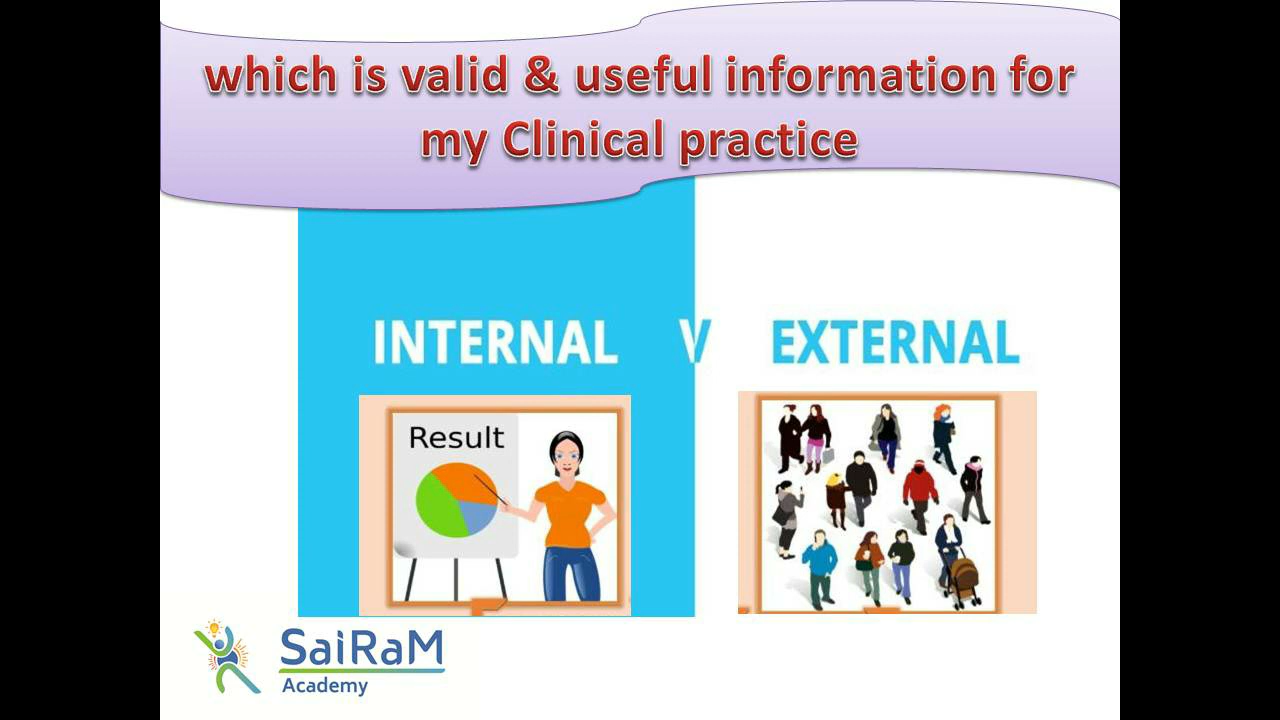 which is valid & useful information for
my Clinical practice
INTERNAL V EXTERNAL
Result
SaiRaM
Academy